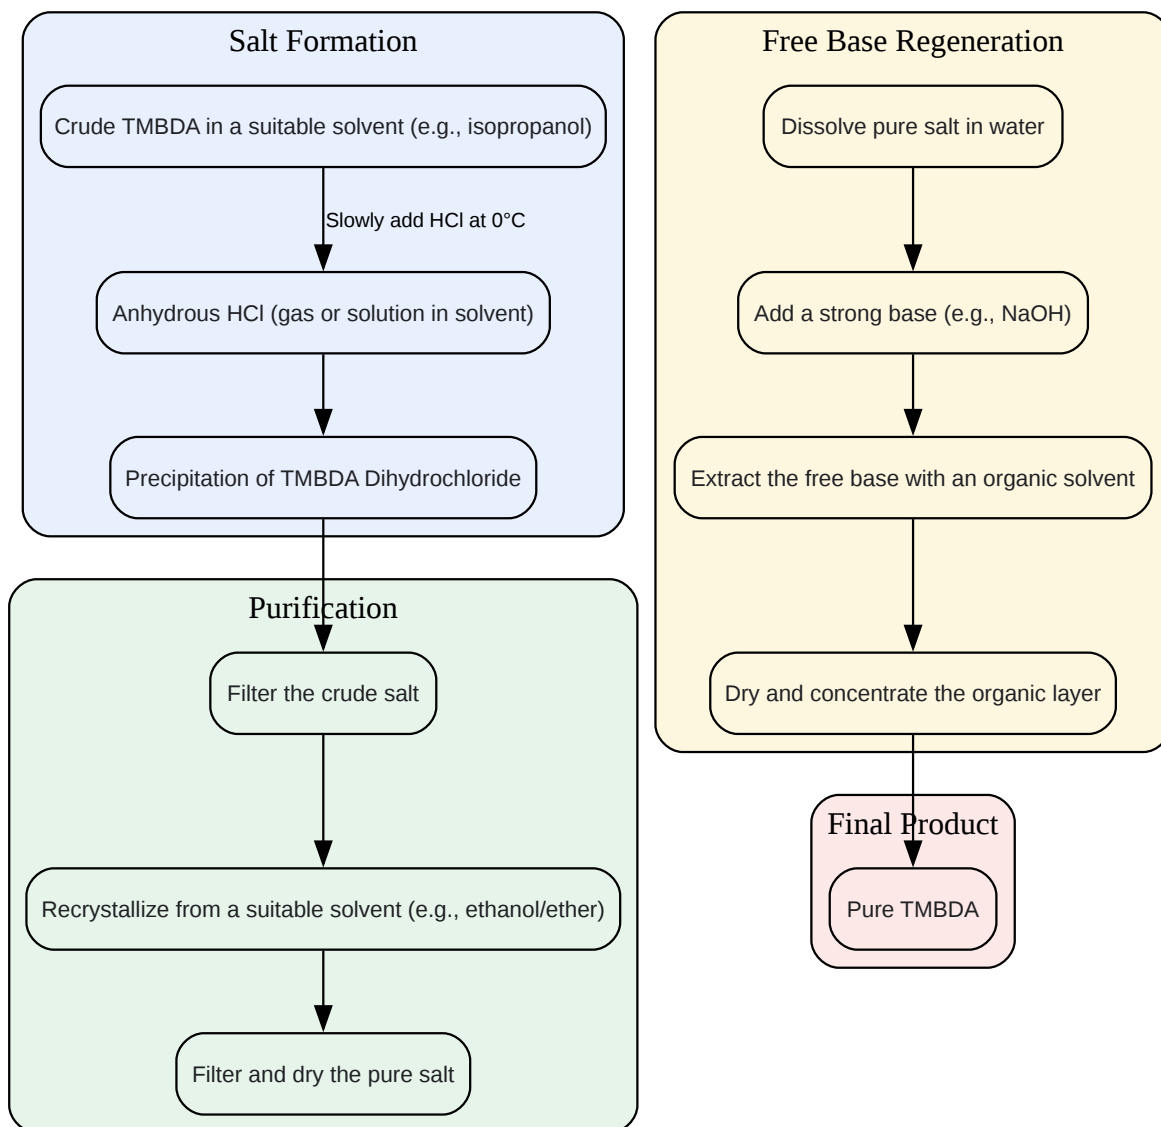 Salt Formation
Crude TMBDA in a suitable solvent (e.g., isopropanol)
Slowly add HCl at 0°C
Anhydrous HCl (gas or solution in solvent)
Precipitation of TMBDA Dihydrochloride
Purification
Filter the crude salt
Recrystallize from a suitable solvent (e.g., ethanol/ether)
Filter and dry the pure salt
Free Base Regeneration
Dissolve pure salt in water
Add a strong base (e.g., NaOH)
Extract the free base with an organic solvent
Dry and concentrate the organic layer
Final Product
Pure TMBDA